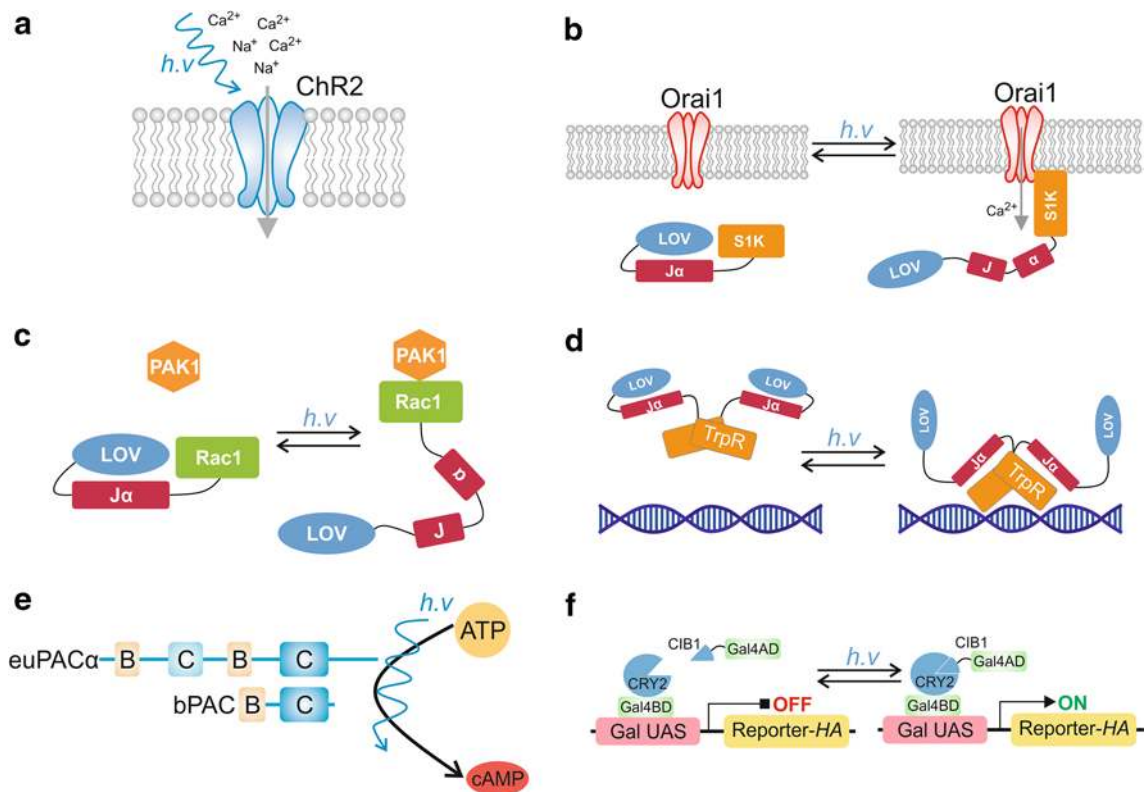 a
Ca²⁺ Ca²⁺
Na⁺ Ca²⁺
Na⁺
h.v
ChR2
b
Orai1
h.v
Orai1
LOV
S1K
Jα
Ca²⁺
S1K
LOV
J
α
c
PAK1
LOV
Rac1
Jα
h.v
PAK1
Rac1
α
J
LOV
d
LOV
Jα
LOV
Jα
TrpR
h.v
LOV
Jα
Jα
TrpR
LOV
e
h.v
ATP
euPACα B C B C
bPAC B C
cAMP
f
CIB1
Gal4AD
CRY2
Gal4BD
OFF
Gal UAS
Reporter-HA
h.v
CIB1
Gal4AD
CRY2
Gal4BD
ON
Gal UAS
Reporter-HA